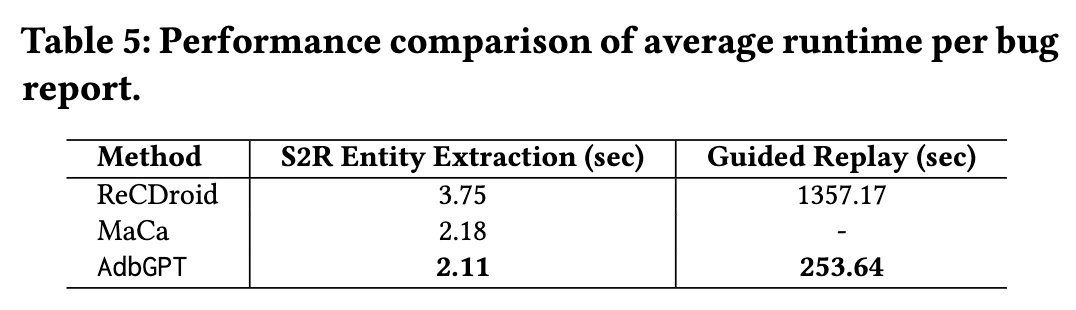 Table 5: Performance comparison of average runtime per bug
report.
Method S2R Entity Extraction (sec) Guided Replay (sec)
ReCDroid 3.75 1357.17
MaCa 2.18 -
AdbGPT 2.11 253.64